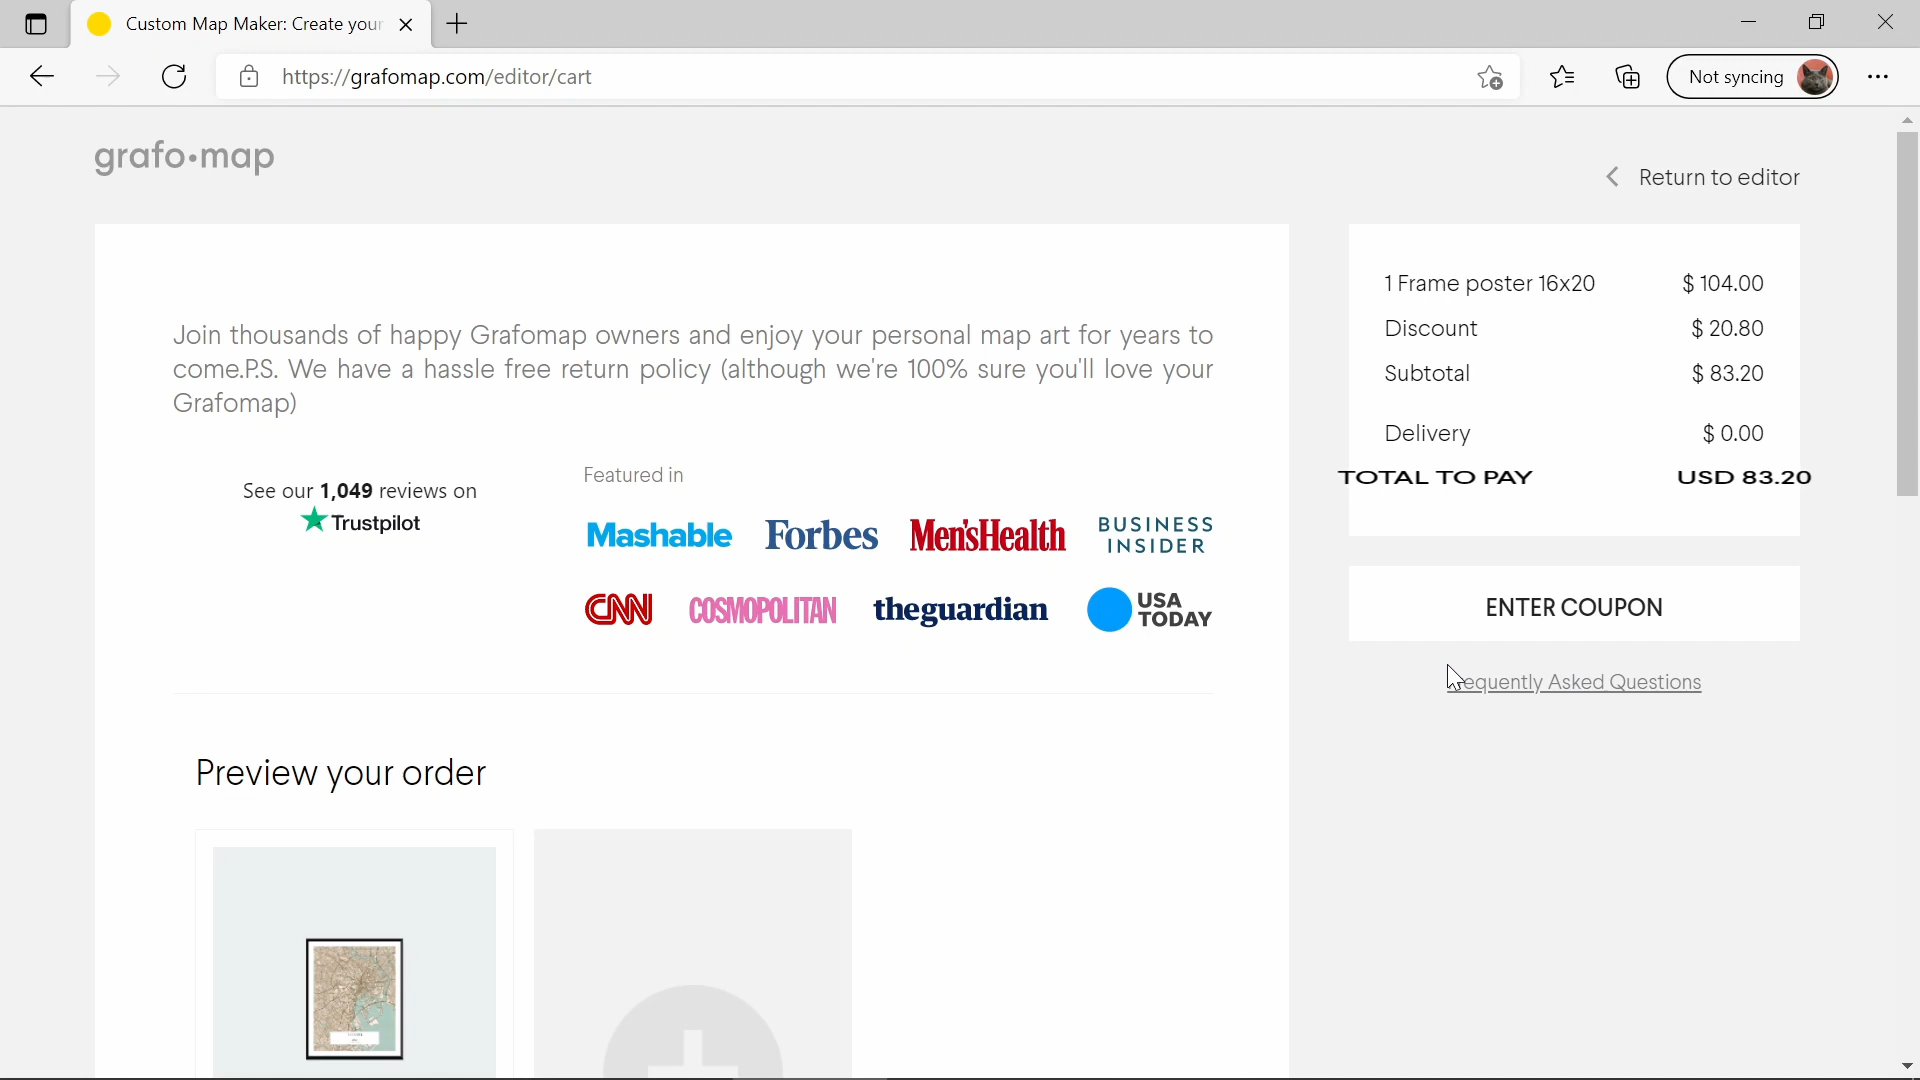 Custom Map Maker: Create your
https://grafomap.com/editor/cart
Not syncing
grafo•map
Return to editor
Join thousands of happy Grafomap owners and enjoy your personal map art for years to
come.P.S. We have a hassle free return policy (although we're 100% sure you'll love your
Grafomap)
See our 1,049 reviews on
Trustpilot
Featured in
Mashable Forbes Men'sHealth BUSINESS INSIDER
CNN COSMOPOLITAN theguardian USA TODAY
Preview your order
1 Frame poster 16x20 $ 104.00
Discount $ 20.80
Subtotal $ 83.20
Delivery $ 0.00
TOTAL TO PAY USD 83.20
ENTER COUPON
equently Asked Questions